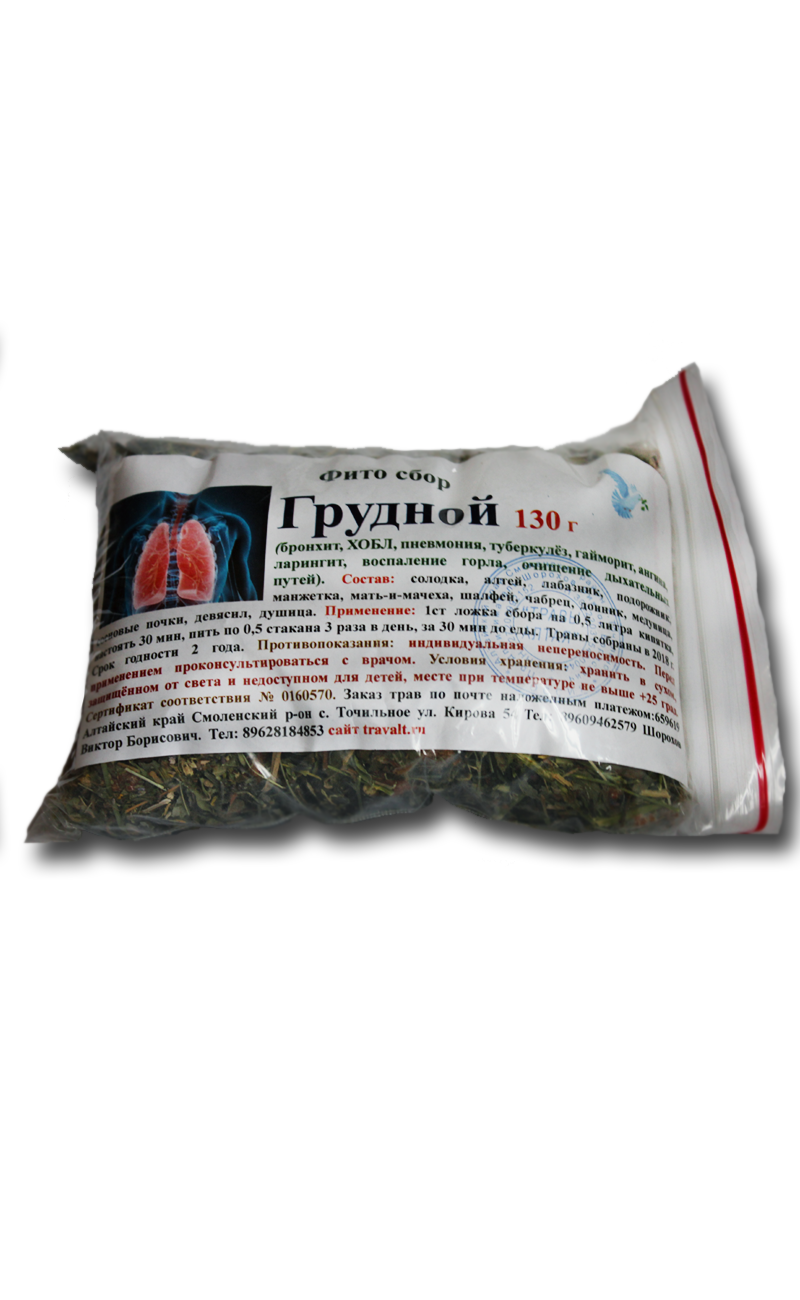 Фито сбор
Грудной 130 г
(бронхит, ХОБЛ, пневмония, туберкулёз, гайморит, ангина,
ларингит, воспаление горла, очищение дыхательных
путей). Состав: солодка, алтей, лабазник, подорожник,
манжетка, мать-и-мачеха, шалфей, чабрец, донник, медуница,
почки, девясил, душица. Применение: 1ст ложка сбора на 0,5 литра кипятка,
настоять 30 мин, пить по 0,5 стакана 3 раза в день, за 30 мин до еды. Травы собраны в 2018 г.
Срок годности 2 года. Противопоказания: индивидуальная непереносимость. Перед
применением проконсультироваться с врачом. Условия хранения: хранить в сухом,
защищённом от света и недоступном для детей, месте при температуре не выше +25 град.
Сертификат соответствия № 0160570. Заказ трав по почте наложенным платежом:659619
Алтайский край Смоленский р-он с. Точильное ул. Кирова Тел: 89609462579 Шорохов
Виктор Борисович. Тел: 89628184853 сайт travalt.ru